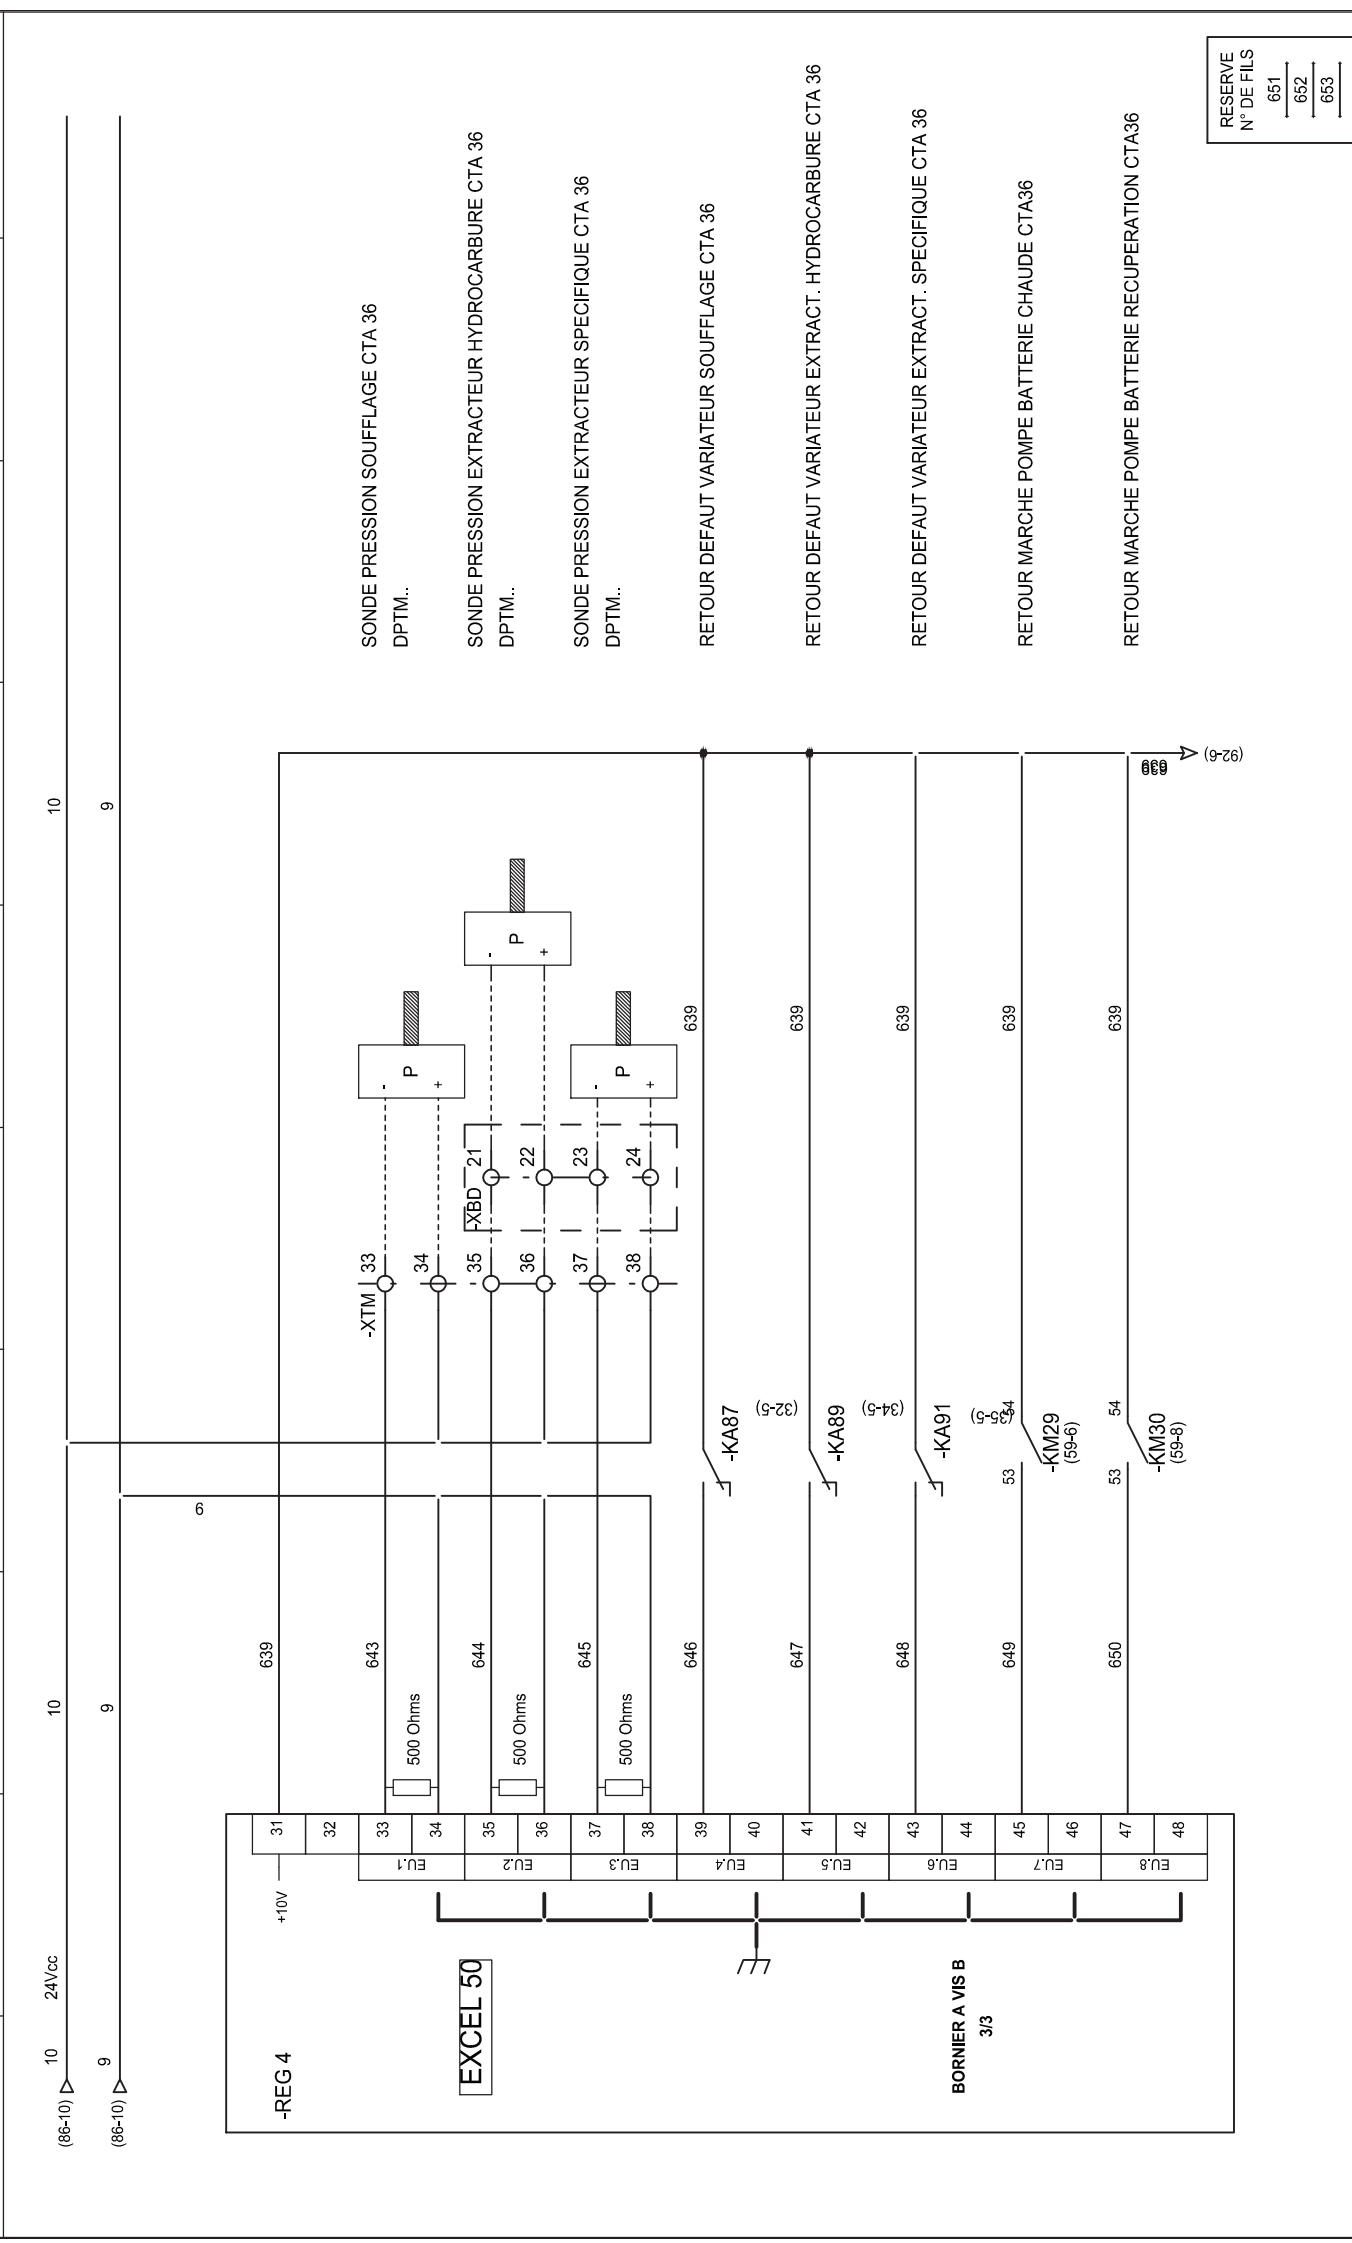 (86-10)
10
24Vcc
10
10
(86-10)
9
9
9
9
-REG 4
EXCEL 50
BORNIER A VIS B
3/3
+10V
31
32
33
34
35
36
37
38
39
40
41
42
43
44
45
46
47
48
EU.1
EU.2
EU.3
EU.4
EU.5
EU.6
EU.7
EU.8
500 Ohms
500 Ohms
500 Ohms
639
643
644
645
646
647
648
649
650
-XTM
33
34
35
36
37
38
-XBD
21
22
23
24
-
P
+
-
P
+
-
P
+
-KA87
(32-5)
-KA89
(34-5)
-KA91
(35-5)
53
54
-KM29
(59-6)
53
54
-KM30
(59-8)
639
639
639
639
639
639
(92-6)
SONDE PRESSION SOUFFLAGE CTA 36
DPTM..
SONDE PRESSION EXTRACTEUR HYDROCARBURE CTA 36
DPTM..
SONDE PRESSION EXTRACTEUR SPECIFIQUE CTA 36
DPTM..
RETOUR DEFAUT VARIATEUR SOUFFLAGE CTA 36
RETOUR DEFAUT VARIATEUR EXTRACT. HYDROCARBURE CTA 36
RETOUR DEFAUT VARIATEUR EXTRACT. SPECIFIQUE CTA 36
RETOUR MARCHE POMPE BATTERIE CHAUDE CTA36
RETOUR MARCHE POMPE BATTERIE RECUPERATION CTA36
RESERVE
N° DE FILS
651
652
653